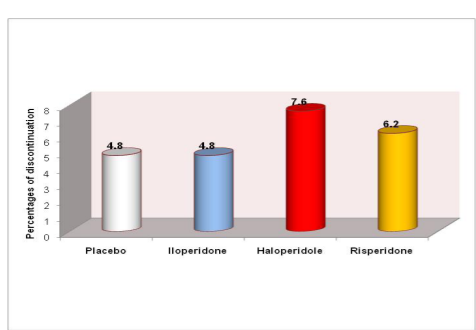 Percentages of discontinuation
8
7
6
5
4
3
2
1
0
4.8
4.8
7.6
6.2
Placebo
Iloperidone
Haloperidole
Risperidone